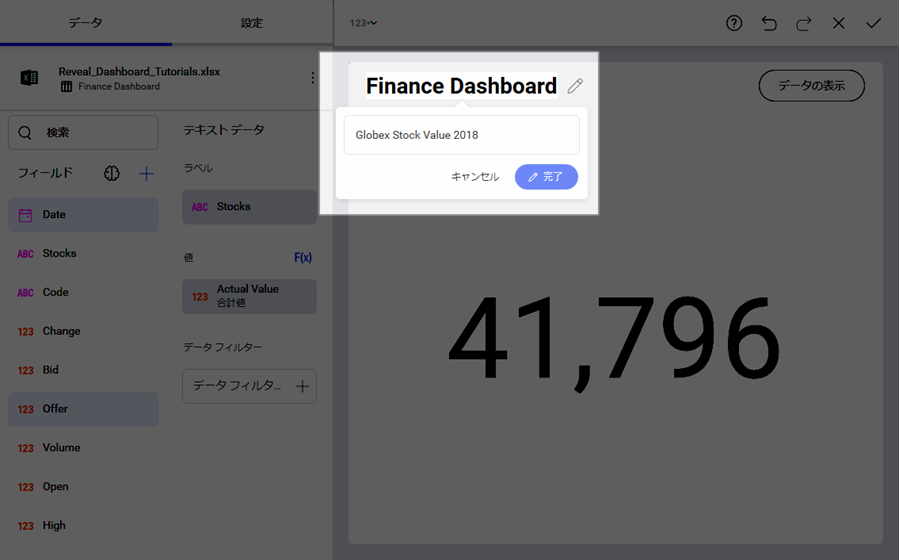 データ
設定
123
Reveal_Dashboard_Tutorials.xlsx
Finance Dashboard
検索
フィールド
Date
ABC Stocks
ABC Code
123 Change
123 Bid
123 Offer
123 Volume
123 Open
123 High
テキスト データ
ラベル
ABC Stocks
値
F(x)
123 Actual Value
合計値
データ フィルター
データ フィルタ...
Finance Dashboard
Globex Stock Value 2018
キャンセル
完了
データの表示
41,796